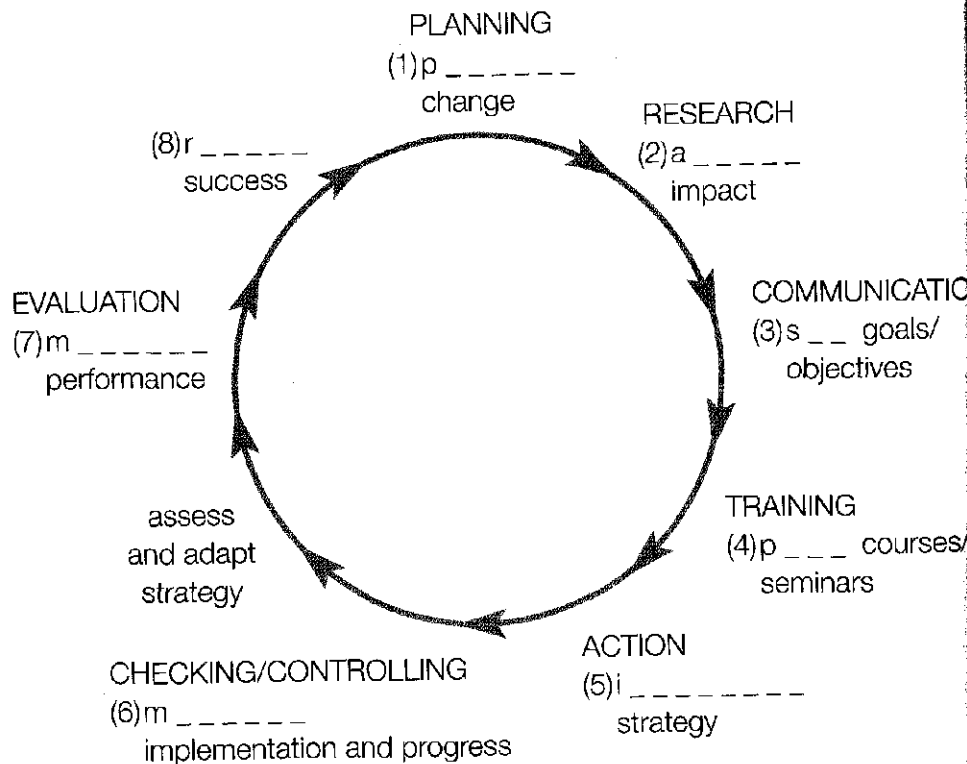 PLANNING
(1) p _ _ _ _ _ _
change
RESEARCH
(2) a _ _ _ _ _
impact
COMMUNICATIO
(3) s _ _ goals/
objectives
TRAINING
(4) p _ _ _ courses/
seminars
ACTION
(5) i _ _ _ _ _ _ _ _
strategy
CHECKING/CONTROLLING
(6) m _ _ _ _ _ _
implementation and progress
assess
and adapt
strategy
EVALUATION
(7) m _ _ _ _ _ _
performance
(8) r _ _ _ _ _
success